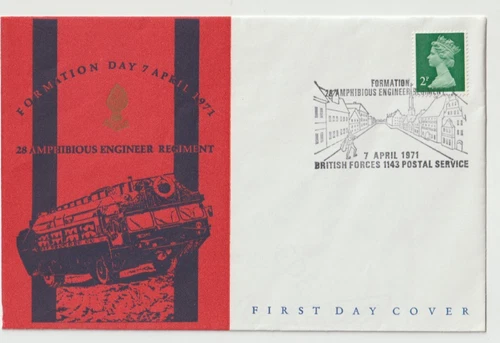 FORMATION DAY 7 APRIL 1971
28 AMPHIBIOUS ENGINEER REGIMENT
2P
FORMATION,
28 AMPHIBIOUS ENGINEER REGIMENT
7 APRIL 1971
BRITISH FORCES 1143 POSTAL SERVICE
FIRST DAY COVER